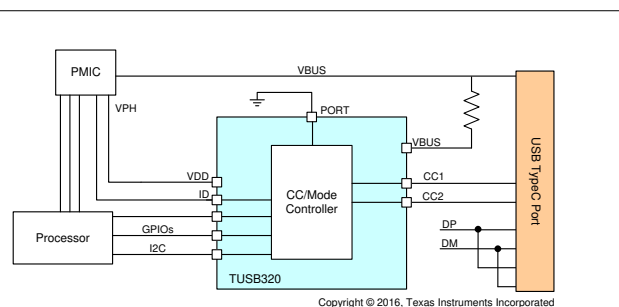 PMIC
VBUS
VPH
PORT
VBUS
VDD
CC1
ID
CC2
CC/Mode
Controller
USB TypeC Port
Processor
GPIOs
I2C
DP
DM
TUSB320
Copyright © 2016, Texas Instruments Incorporated